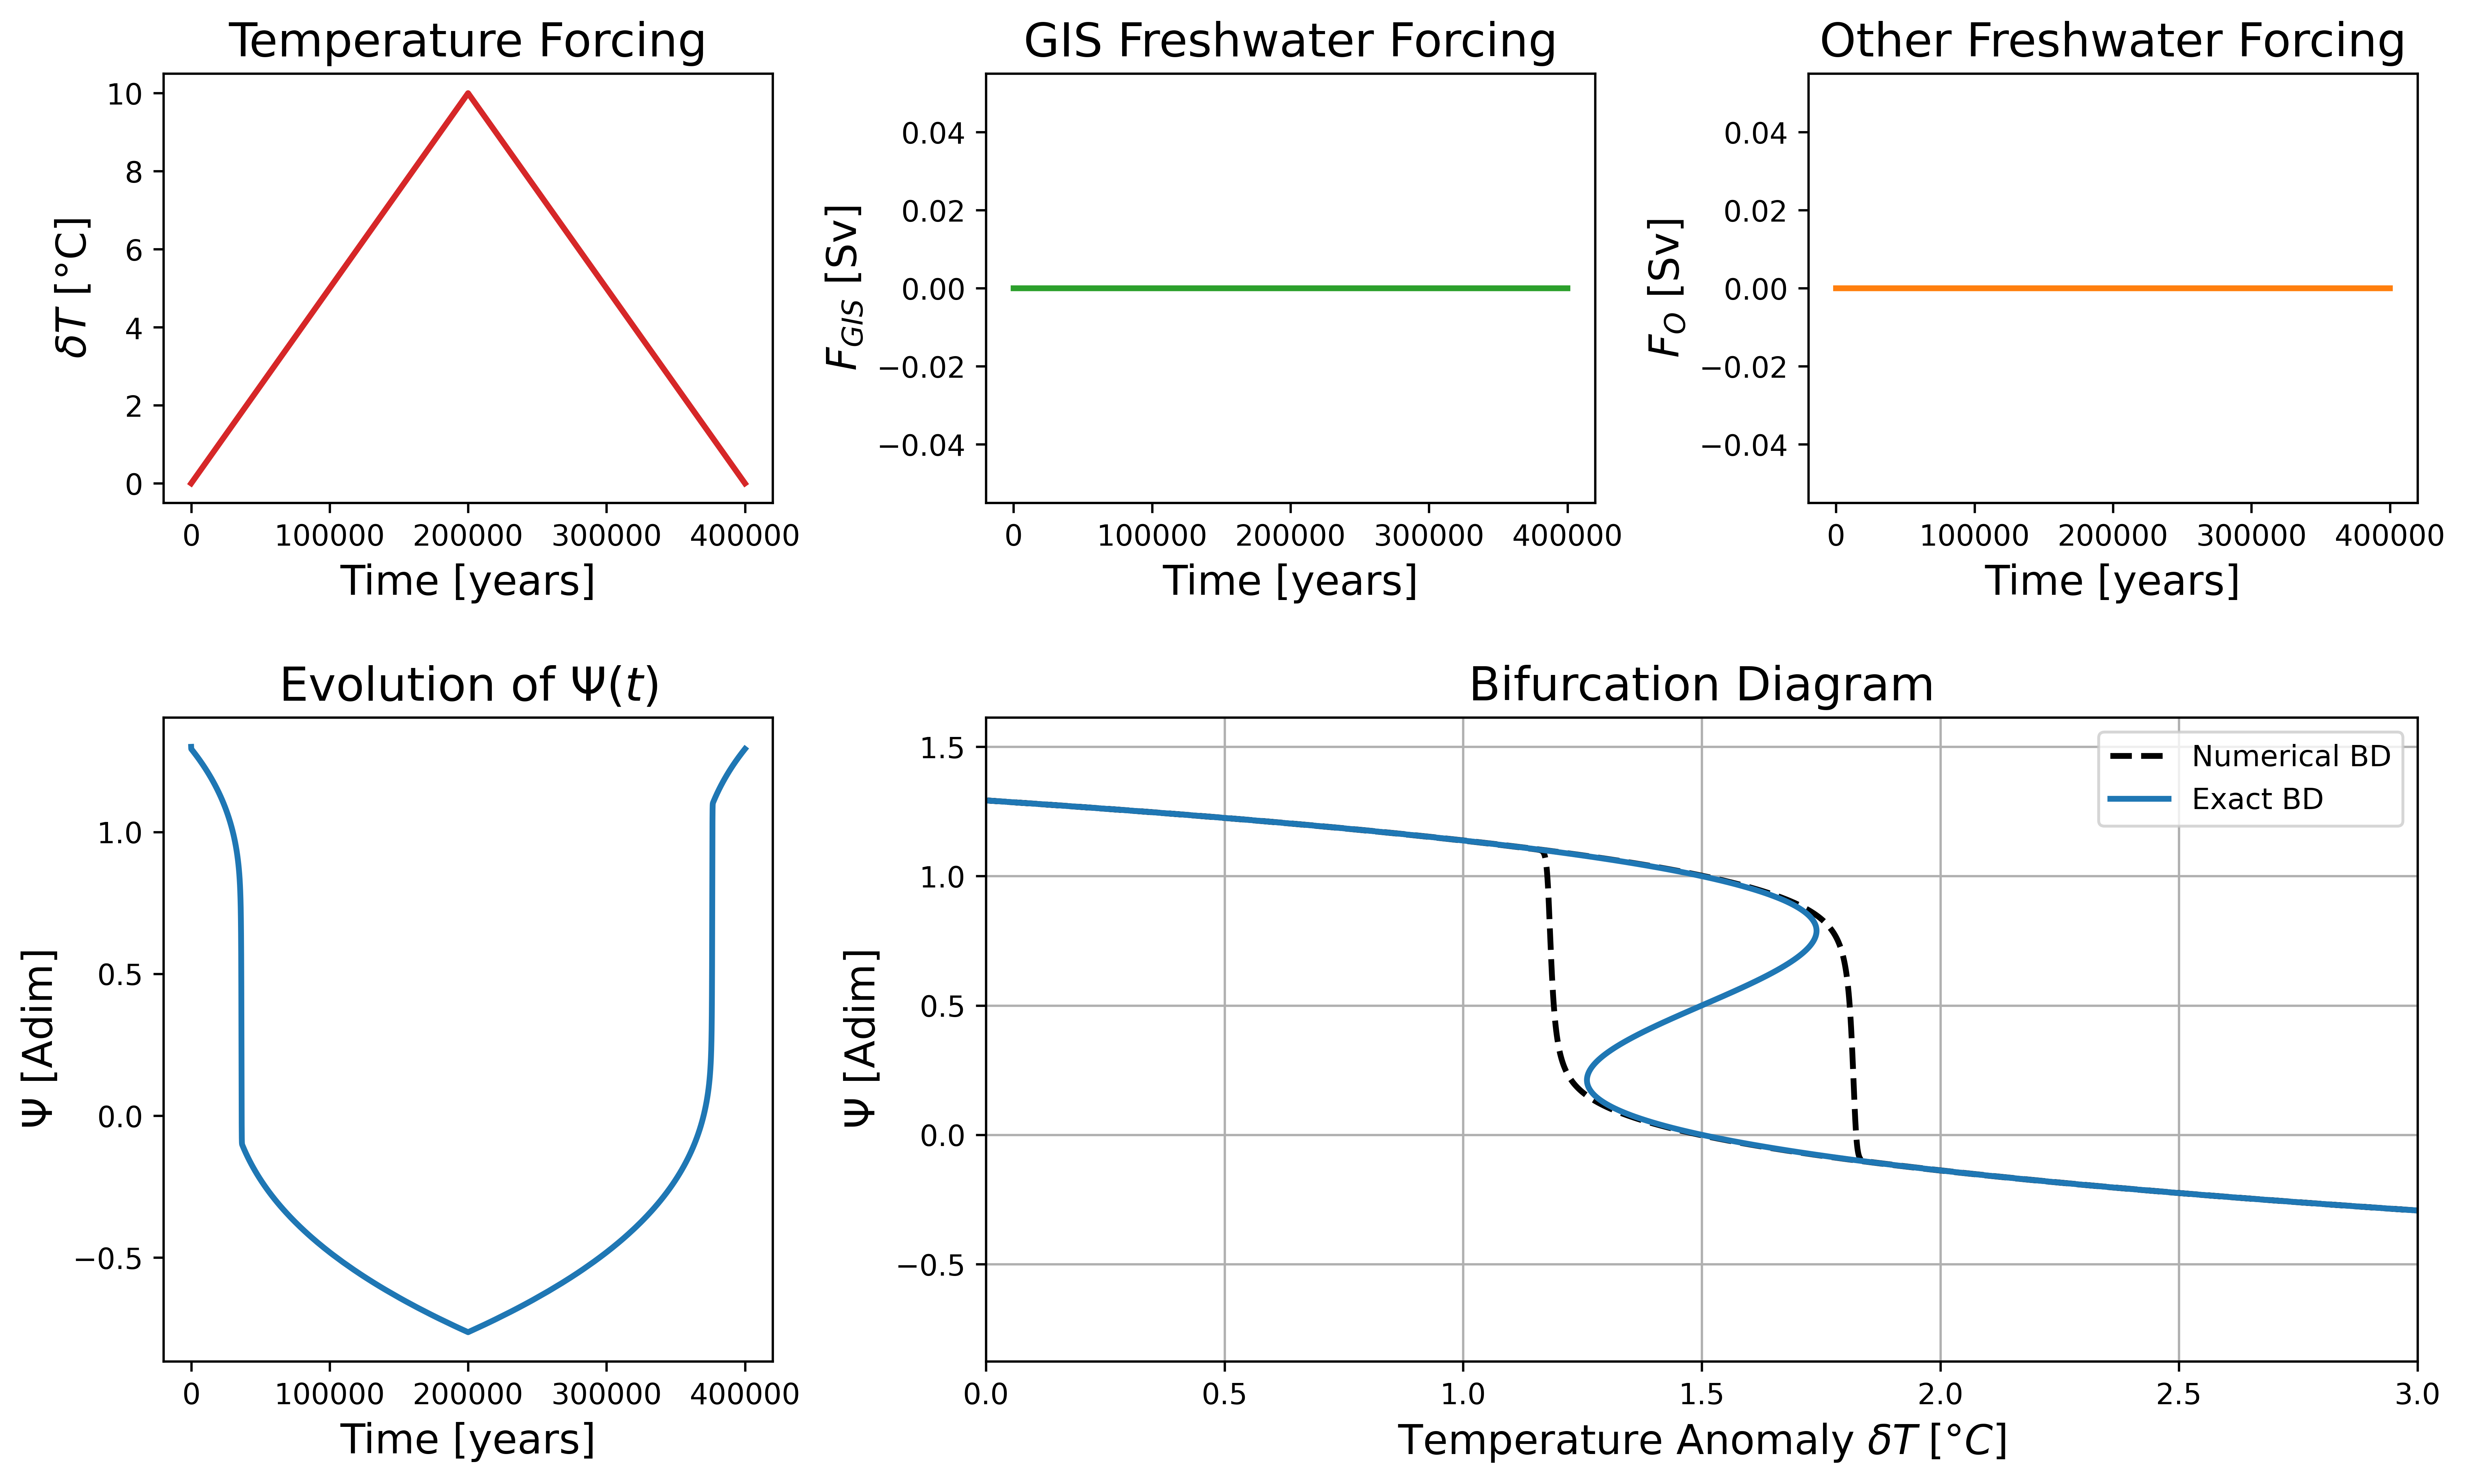 Temperature Forcing
10
8
6
4
2
0
δT [°C]
0 100000 200000 300000 400000
Time [years]
GIS Freshwater Forcing
0.04
0.02
0.00
−0.02
−0.04
F_GIS [Sv]
0 100000 200000 300000 400000
Time [years]
Other Freshwater Forcing
0.04
0.02
0.00
−0.02
−0.04
F_O [Sv]
0 100000 200000 300000 400000
Time [years]
Evolution of Ψ(t)
1.0
0.5
0.0
−0.5
Ψ [Adim]
0 100000 200000 300000 400000
Time [years]
Bifurcation Diagram
Numerical BD
Exact BD
1.5
1.0
0.5
0.0
−0.5
Ψ [Adim]
0.0 0.5 1.0 1.5 2.0 2.5 3.0
Temperature Anomaly δT [°C]